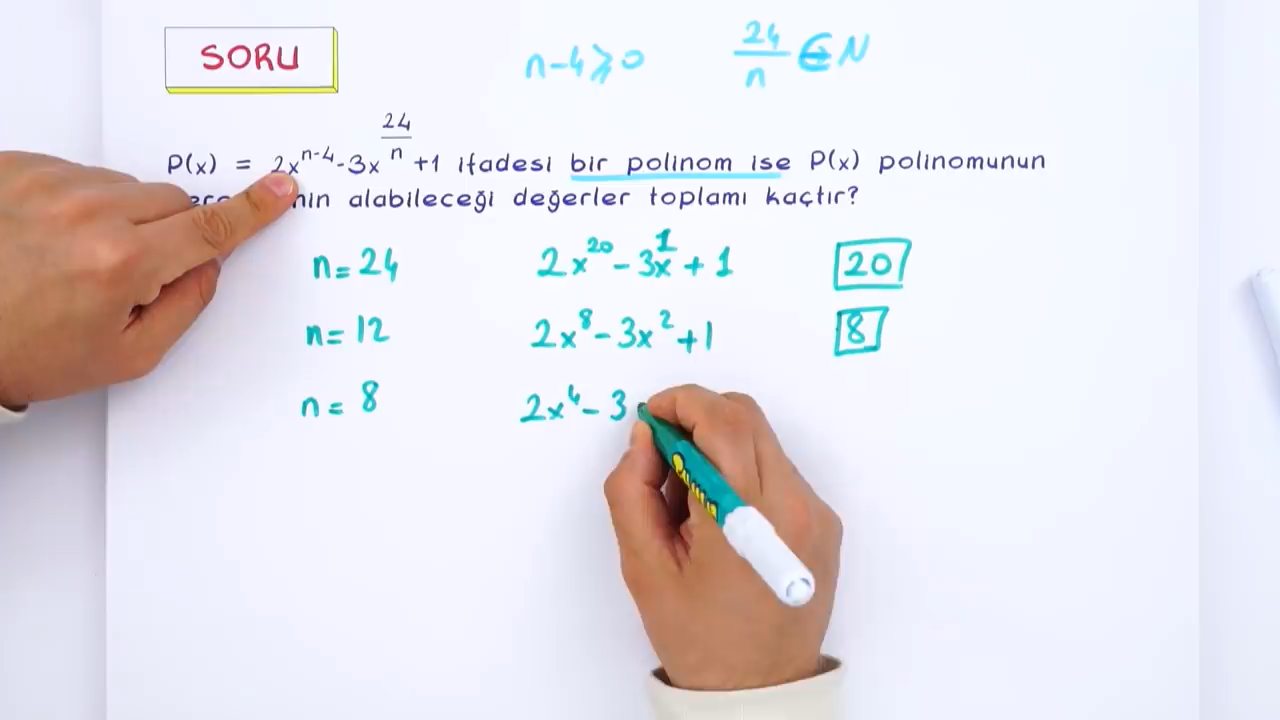 SORU
n-4⩾0
24/n ∈ N
P(x) = 2x^(n-4) - 3x^(24/n) + 1 ifadesi bir polinom ise P(x) polinomunun
alabileceği değerler toplamı kaçtır?
n = 24 2x^20 - 3x^1 + 1 20
n = 12 2x^8 - 3x^2 + 1 8
n = 8 2x^4 - 3